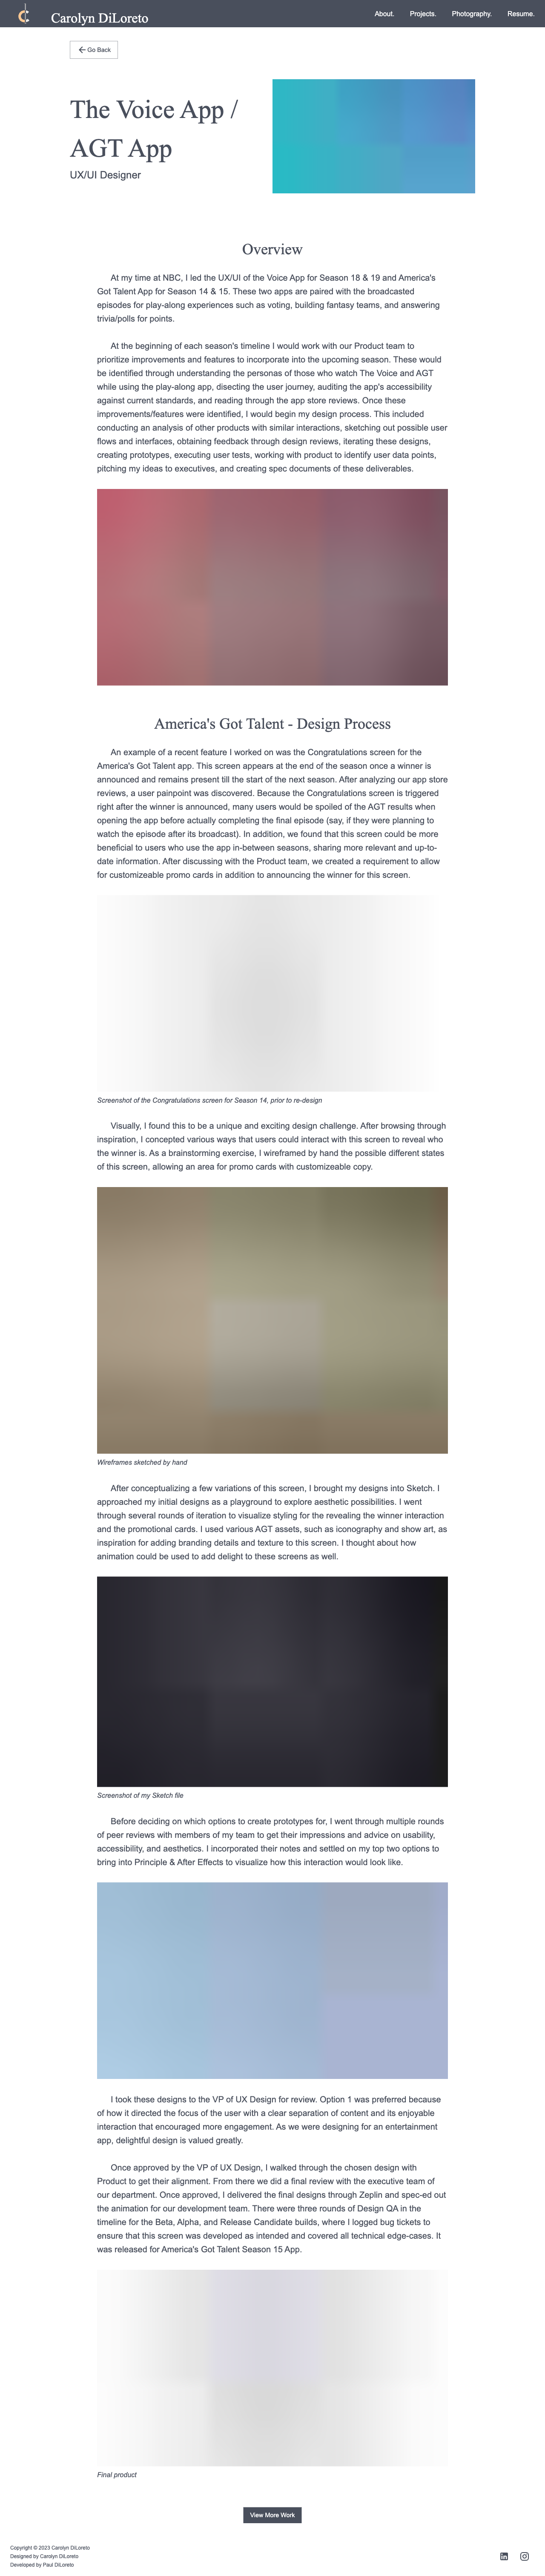 Carolyn DiLoreto
About.
Projects.
Photography.
Resume.
Go Back
The Voice App /
AGT App
UX/UI Designer
Overview
At my time at NBC, I led the UX/UI of the Voice App for Season 18 & 19 and America's
Got Talent App for Season 14 & 15. These two apps are paired with the broadcasted
episodes for play-along experiences such as voting, building fantasy teams, and answering
trivia/polls for points.
At the beginning of each season's timeline I would work with our Product team to
prioritize improvements and features to incorporate into the upcoming season. These would
be identified through understanding the personas of those who watch The Voice and AGT
while using the play-along app, disecting the user journey, auditing the app's accessibility
against current standards, and reading through the app store reviews. Once these
improvements/features were identified, I would begin my design process. This included
conducting an analysis of other products with similar interactions, sketching out possible user
flows and interfaces, obtaining feedback through design reviews, iterating these designs,
creating prototypes, executing user tests, working with product to identify user data points,
pitching my ideas to executives, and creating spec documents of these deliverables.
America's Got Talent - Design Process
An example of a recent feature I worked on was the Congratulations screen for the
America's Got Talent app. This screen appears at the end of the season once a winner is
announced and remains present till the start of the next season. After analyzing our app store
reviews, a user painpoint was discovered. Because the Congratulations screen is triggered
right after the winner is announced, many users would be spoiled of the AGT results when
opening the app before actually completing the final episode (say, if they were planning to
watch the episode after its broadcast). In addition, we found that this screen could be more
beneficial to users who use the app in-between seasons, sharing more relevant and up-to-
date information. After discussing with the Product team, we created a requirement to allow
for customizeable promo cards in addition to announcing the winner for this screen.
Screenshot of the Congratulations screen for Season 14, prior to re-design
Visually, I found this to be a unique and exciting design challenge. After browsing through
inspiration, I concepted various ways that users could interact with this screen to reveal who
the winner is. As a brainstorming exercise, I wireframed by hand the possible different states
of this screen, allowing an area for promo cards with customizeable copy.
Wireframes sketched by hand
After conceptualizing a few variations of this screen, I brought my designs into Sketch. I
approached my initial designs as a playground to explore aesthetic possibilities. I went
through several rounds of iteration to visualize styling for the revealing the winner interaction
and the promotional cards. I used various AGT assets, such as iconography and show art, as
inspiration for adding branding details and texture to this screen. I thought about how
animation could be used to add delight to these screens as well.
Screenshot of my Sketch file
Before deciding on which options to create prototypes for, I went through multiple rounds
of peer reviews with members of my team to get their impressions and advice on usability,
accessibility, and aesthetics. I incorporated their notes and settled on my top two options to
bring into Principle & After Effects to visualize how this interaction would look like.
I took these designs to the VP of UX Design for review. Option 1 was preferred because
of how it directed the focus of the user with a clear separation of content and its enjoyable
interaction that encouraged more engagement. As we were designing for an entertainment
app, delightful design is valued greatly.
Once approved by the VP of UX Design, I walked through the chosen design with
Product to get their alignment. From there we did a final review with the executive team of
our department. Once approved, I delivered the final designs through Zeplin and spec-ed out
the animation for our development team. There were three rounds of Design QA in the
timeline for the Beta, Alpha, and Release Candidate builds, where I logged bug tickets to
ensure that this screen was developed as intended and covered all technical edge-cases. It
was released for America's Got Talent Season 15 App.
Final product
View More Work
Copyright © 2023 Carolyn DiLoreto
Designed by Carolyn DiLoreto
Developed by Paul DiLoreto